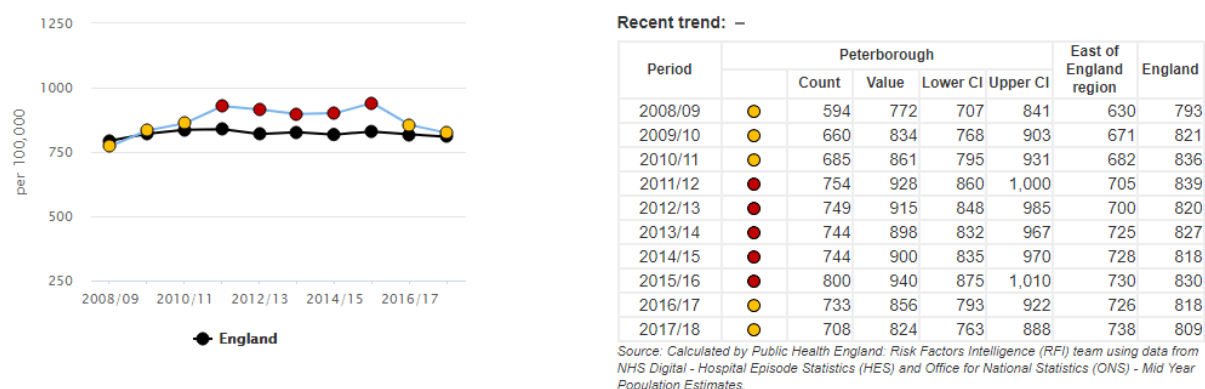 1250
1000
750
500
250
per 100,000
2008/09 2010/11 2012/13 2014/15 2016/17
England
Recent trend: –
Period Peterborough East of England region England
Count Value Lower CI Upper CI
2008/09 594 772 707 841 630 793
2009/10 660 834 768 903 671 821
2010/11 685 861 795 931 682 836
2011/12 754 928 860 1,000 705 839
2012/13 749 915 848 985 700 820
2013/14 744 898 832 967 725 827
2014/15 744 900 835 970 728 818
2015/16 800 940 875 1,010 730 830
2016/17 733 856 793 922 726 818
2017/18 708 824 763 888 738 809
Source: Calculated by Public Health England: Risk Factors Intelligence (RFI) team using data from
NHS Digital - Hospital Episode Statistics (HES) and Office for National Statistics (ONS) - Mid Year
Population Estimates.